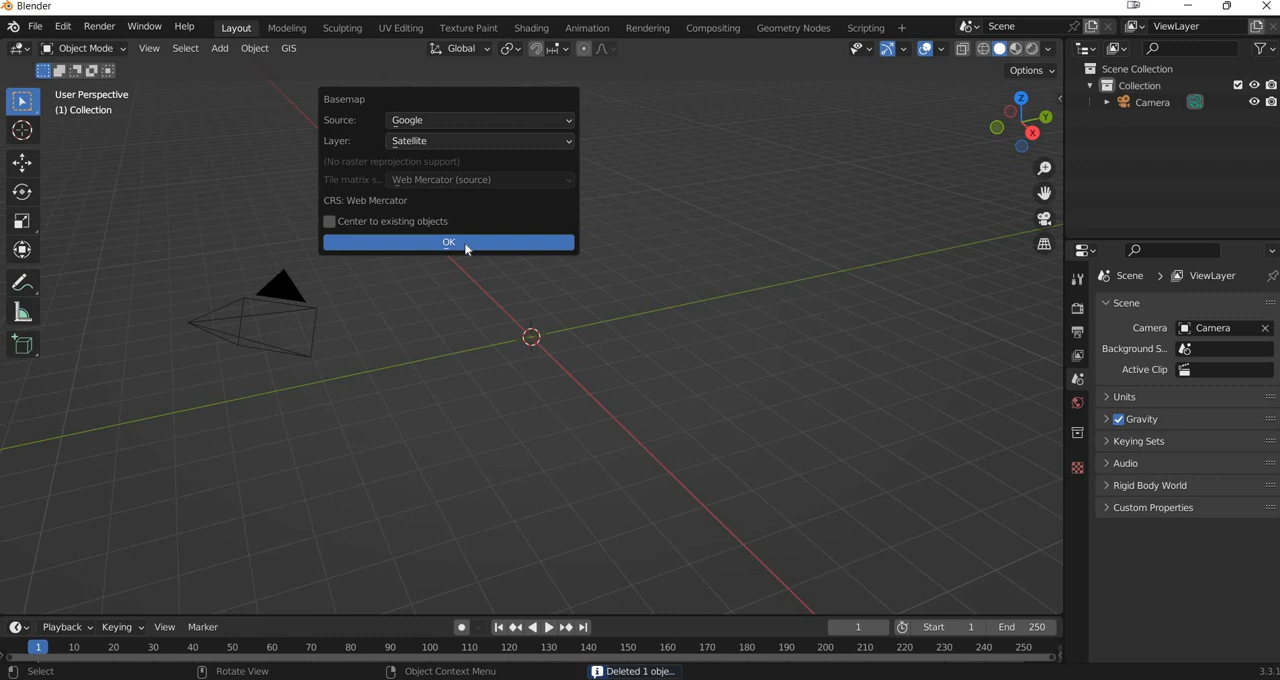 Blender
File Edit Render Window Help Layout Modeling Sculpting UV Editing Texture Paint Shading Animation Rendering Compositing Geometry Nodes Scripting + Scene ViewLayer
Object Mode View Select Add Object GIS Global
Options
User Perspective
(1) Collection
Basemap
Source: Google
Layer: Satellite
(No raster reprojection support)
Tile matrix s... Web Mercator (source)
CRS: Web Mercator
Center to existing objects
OK
Z
Y
X
Scene Collection
Collection
Camera
Scene > ViewLayer
Scene
Camera Camera
Background S...
Active Clip
Units
Gravity
Keying Sets
Audio
Rigid Body World
Custom Properties
Playback Keying View Marker 1 Start 1 End 250
1 10 20 30 40 50 60 70 80 90 100 110 120 130 140 150 160 170 180 190 200 210 220 230 240 250
Select Rotate View Object Context Menu Deleted 1 obje... 3.3.1